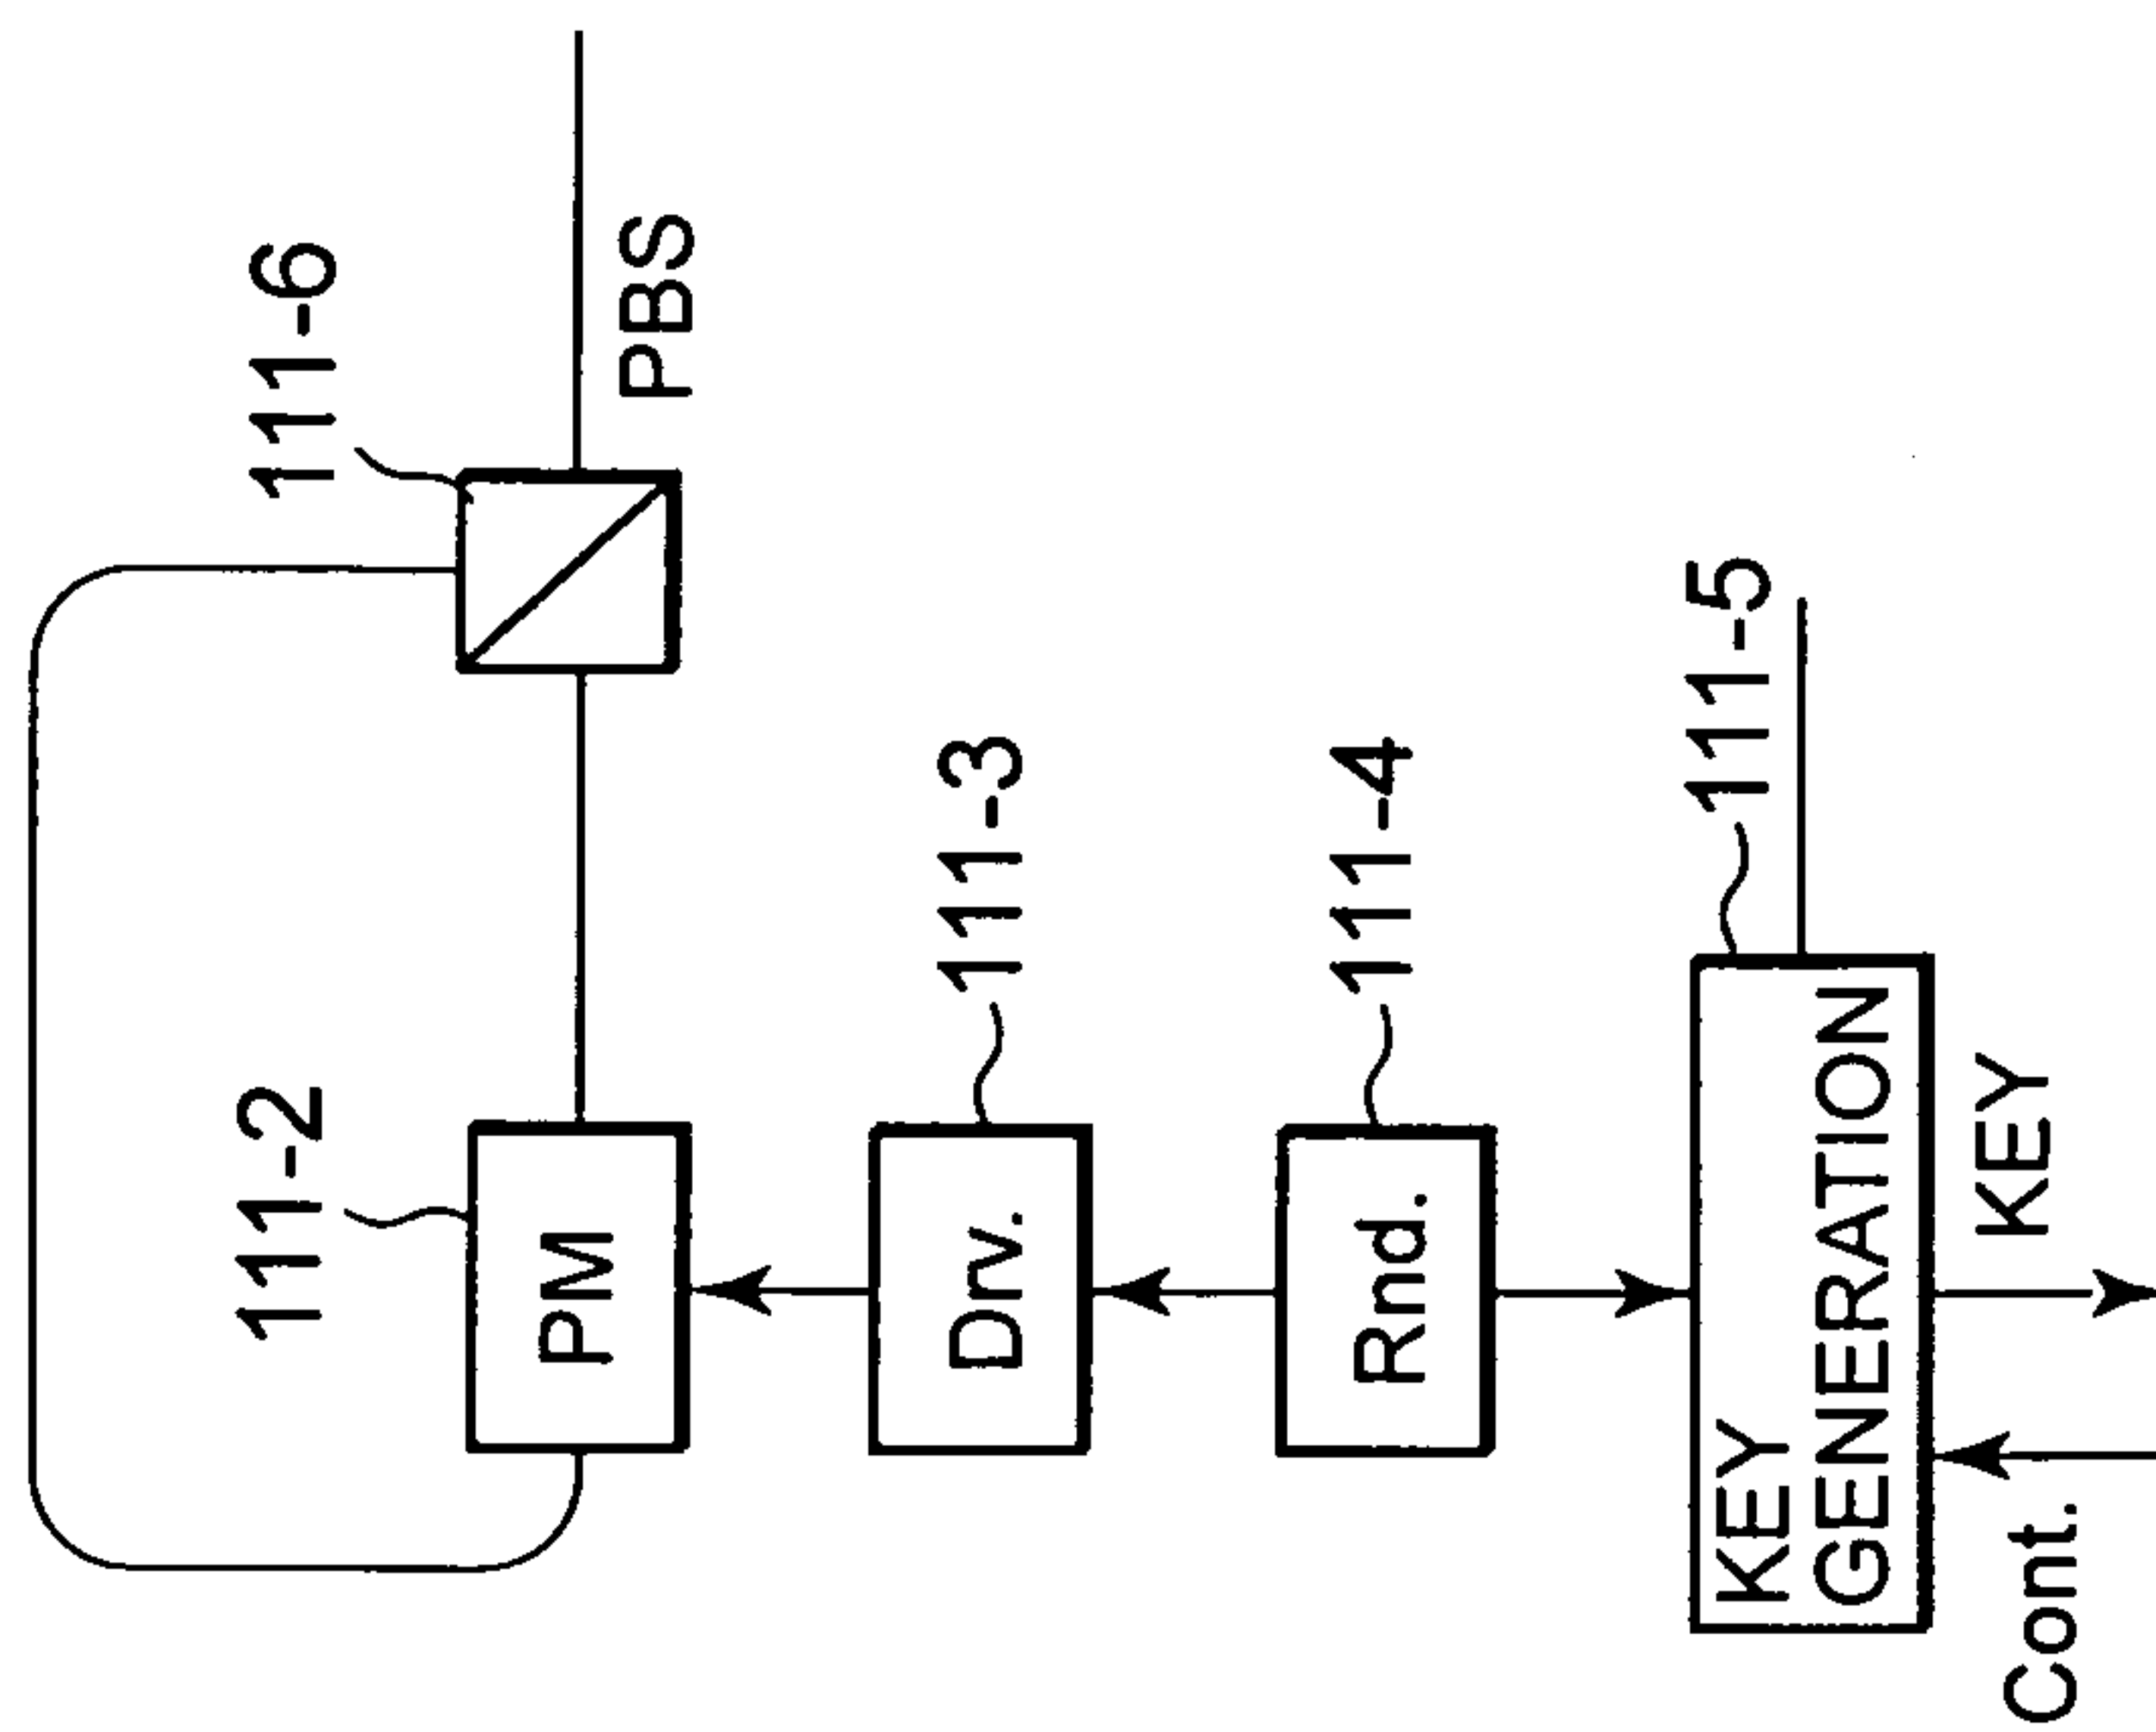 111-2
111-6
PM
PBS
111-3
Drv.
111-4
Rnd.
111-5
KEY
GENERATION
Cont.
KEY